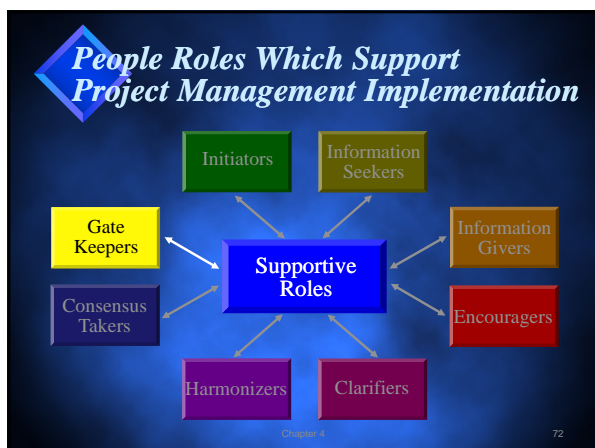 People Roles Which Support
Project Management Implementation
Initiators
Information
Seekers
Gate
Keepers
Information
Givers
Supportive
Roles
Consensus
Takers
Encouragers
Harmonizers
Clarifiers
Chapter 4
72